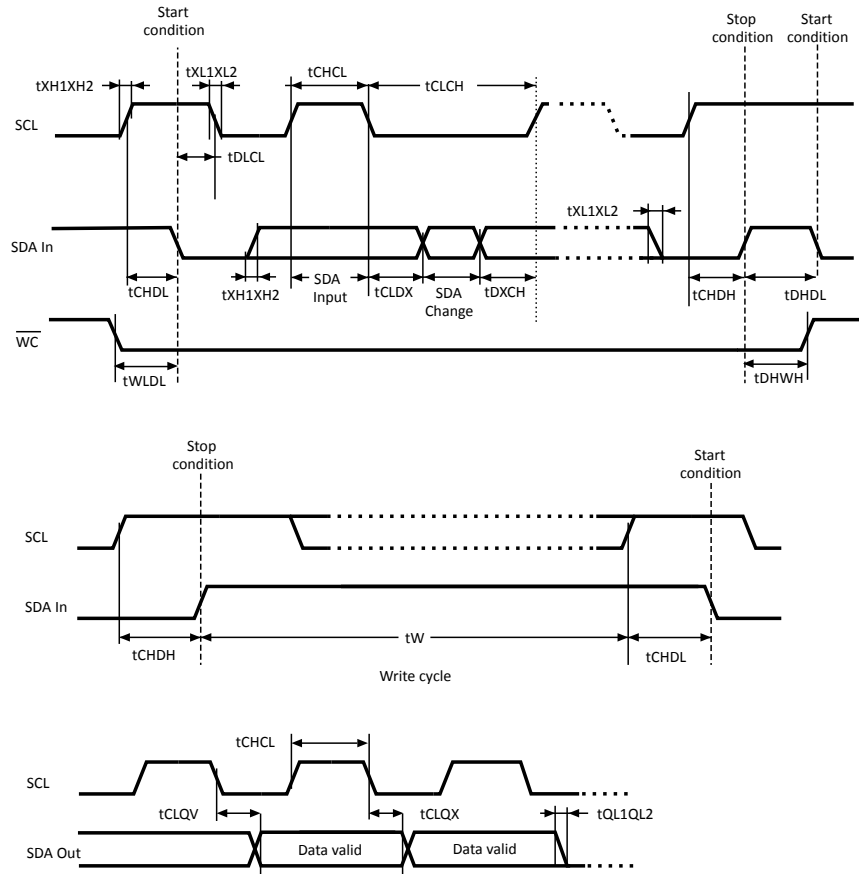 Start
condition
Stop
condition
Start
condition
tXH1XH2
tXL1XL2
tCHCL
tCLCH
SCL
tDLCL
tXL1XL2
SDA In
tCHDL
tXH1XH2
SDA
Input
tCLDX
SDA
Change
tDXCH
tCHDH
tDHDL
WC
tWLDL
tDHWH
Stop
condition
Start
condition
SCL
SDA In
tCHDH
tW
tCHDL
Write cycle
tCHCL
SCL
tCLQV
tCLQX
tQL1QL2
SDA Out
Data valid
Data valid